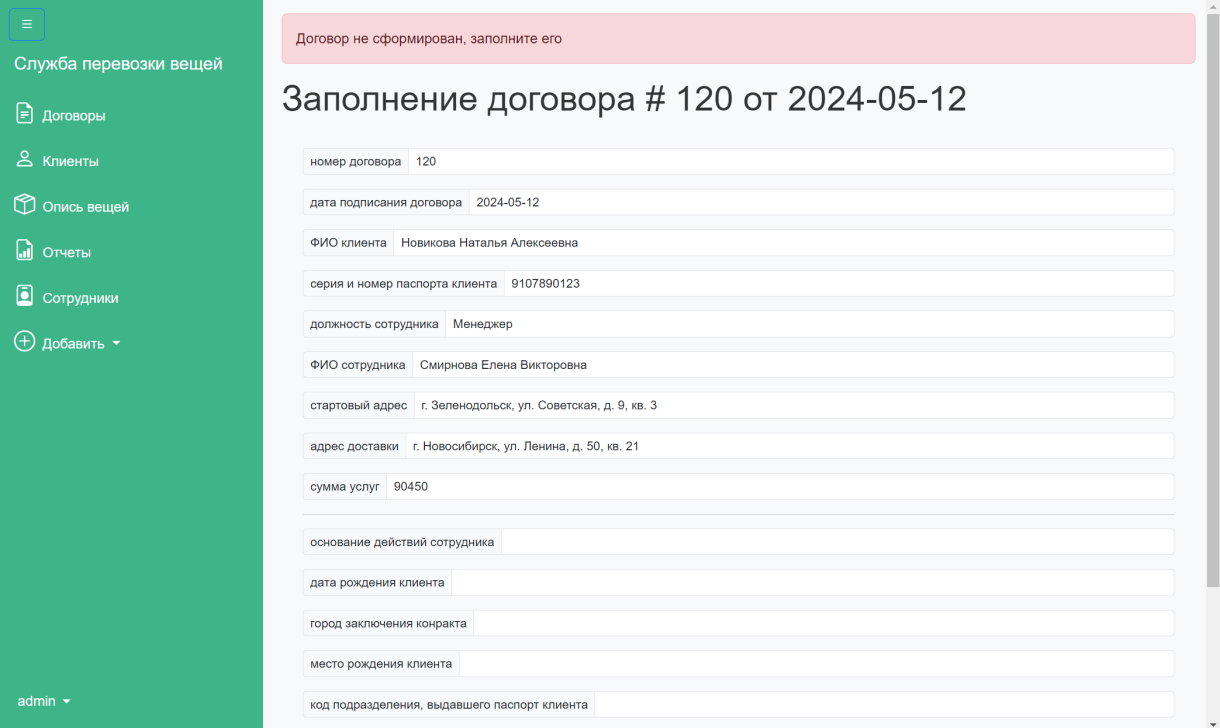 Служба перевозки вещей
Договоры
Клиенты
Опись вещей
Отчеты
Сотрудники
Добавить
admin
Договор не сформирован, заполните его
Заполнение договора # 120 от 2024-05-12
номер договора 120
дата подписания договора 2024-05-12
ФИО клиента Новикова Наталья Алексеевна
серия и номер паспорта клиента 9107890123
должность сотрудника Менеджер
ФИО сотрудника Смирнова Елена Викторовна
стартовый адрес г. Зеленодольск, ул. Советская, д. 9, кв. 3
адрес доставки г. Новосибирск, ул. Ленина, д. 50, кв. 21
сумма услуг 90450
основание действий сотрудника
дата рождения клиента
город заключения конракта
место рождения клиента
код подразделения, выдавшего паспорт клиента